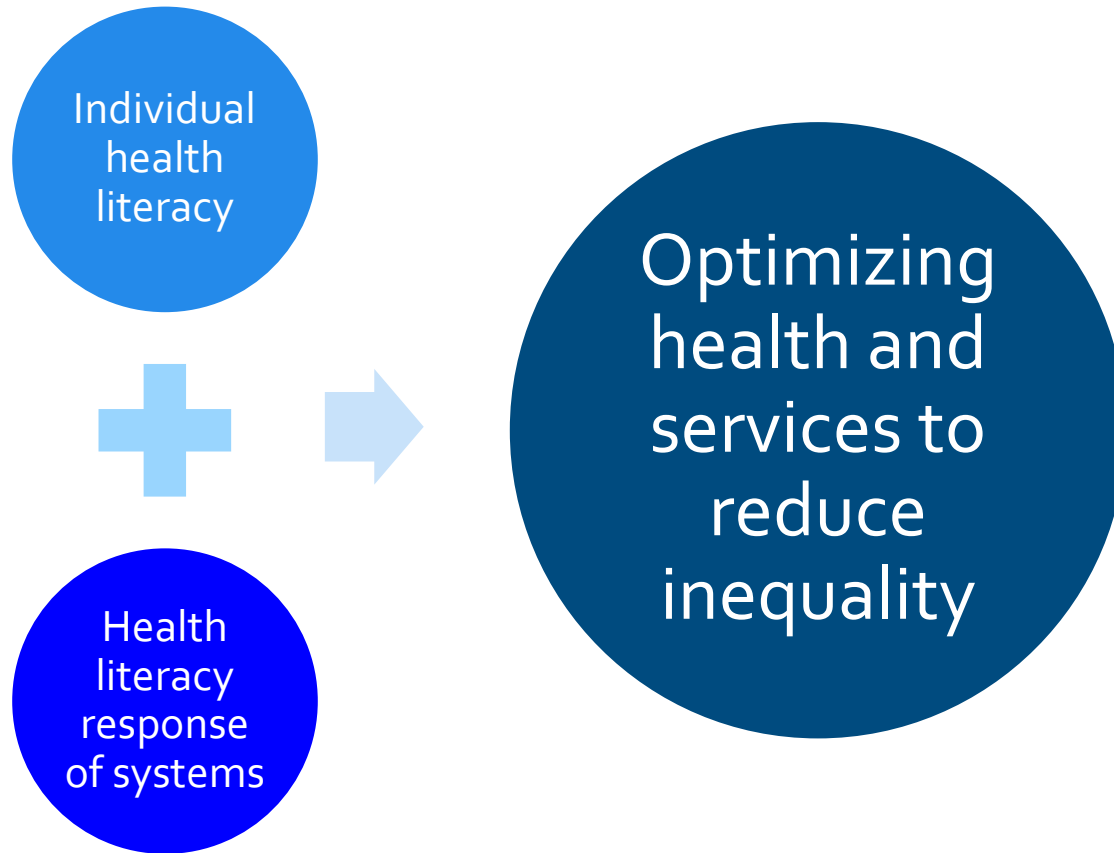 Individual
health
literacy
Health
literacy
response
of systems
Optimizing
health and
services to
reduce
inequality